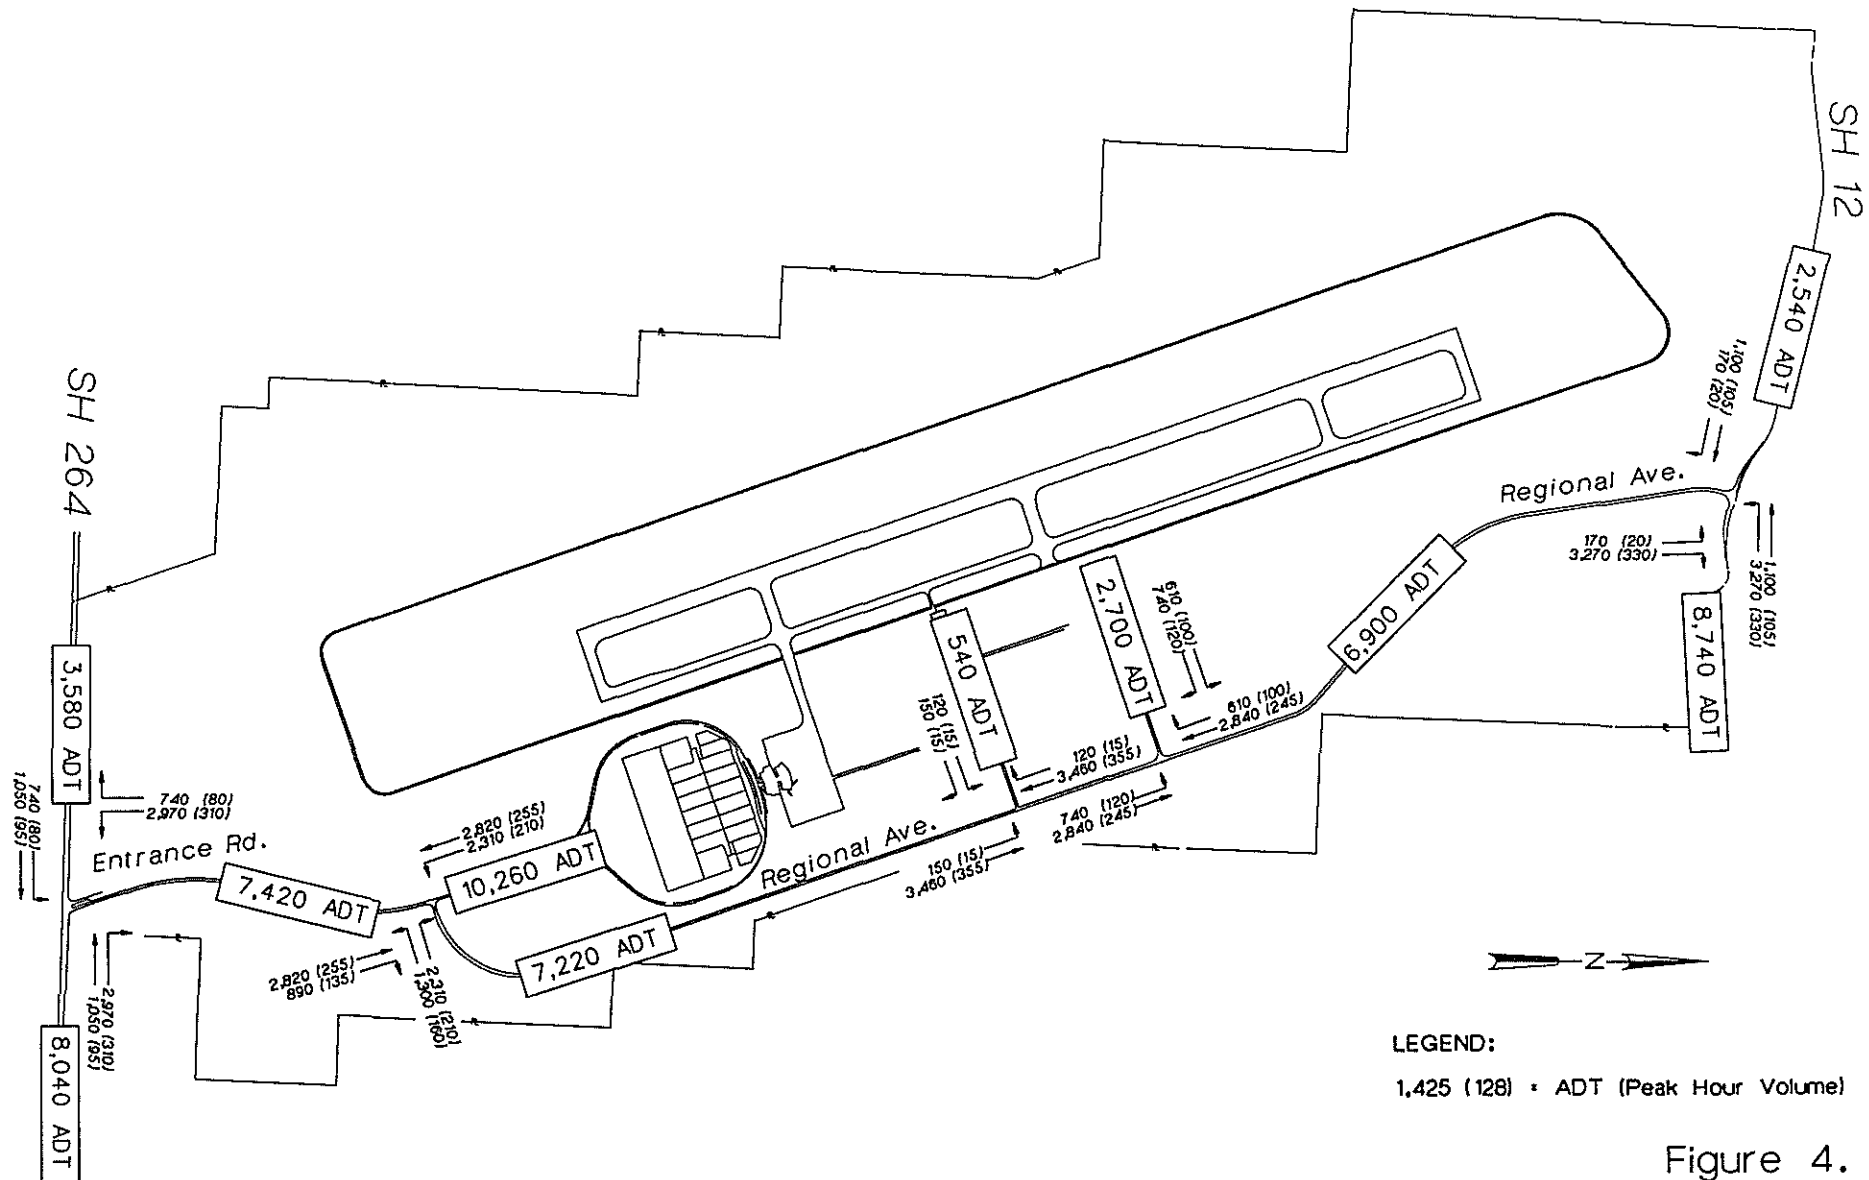 SH 12
2,540 ADT
1,100 (105)
170 (20)
Regional Ave.
170 (20)
3,270 (330)
1,100 (105)
3,270 (330)
8,740 ADT
6,900 ADT
SH 264
2,700 ADT
610 (100)
740 (120)
540 ADT
610 (100)
2,840 (245)
120 (15)
150 (15)
120 (15)
3,460 (355)
740 (120)
2,840 (245)
3,580 ADT
740 (80)
1,050 (95)
740 (80)
2,970 (310)
Entrance Rd.
2,820 (255)
2,310 (210)
10,260 ADT
Regional Ave.
150 (15)
3,460 (355)
7,420 ADT
7,220 ADT
2,820 (255)
890 (135)
2,310 (210)
1,300 (160)
2,970 (310)
1,050 (95)
8,040 ADT
N
LEGEND:
1,425 (128) = ADT (Peak Hour Volume)
Figure 4.